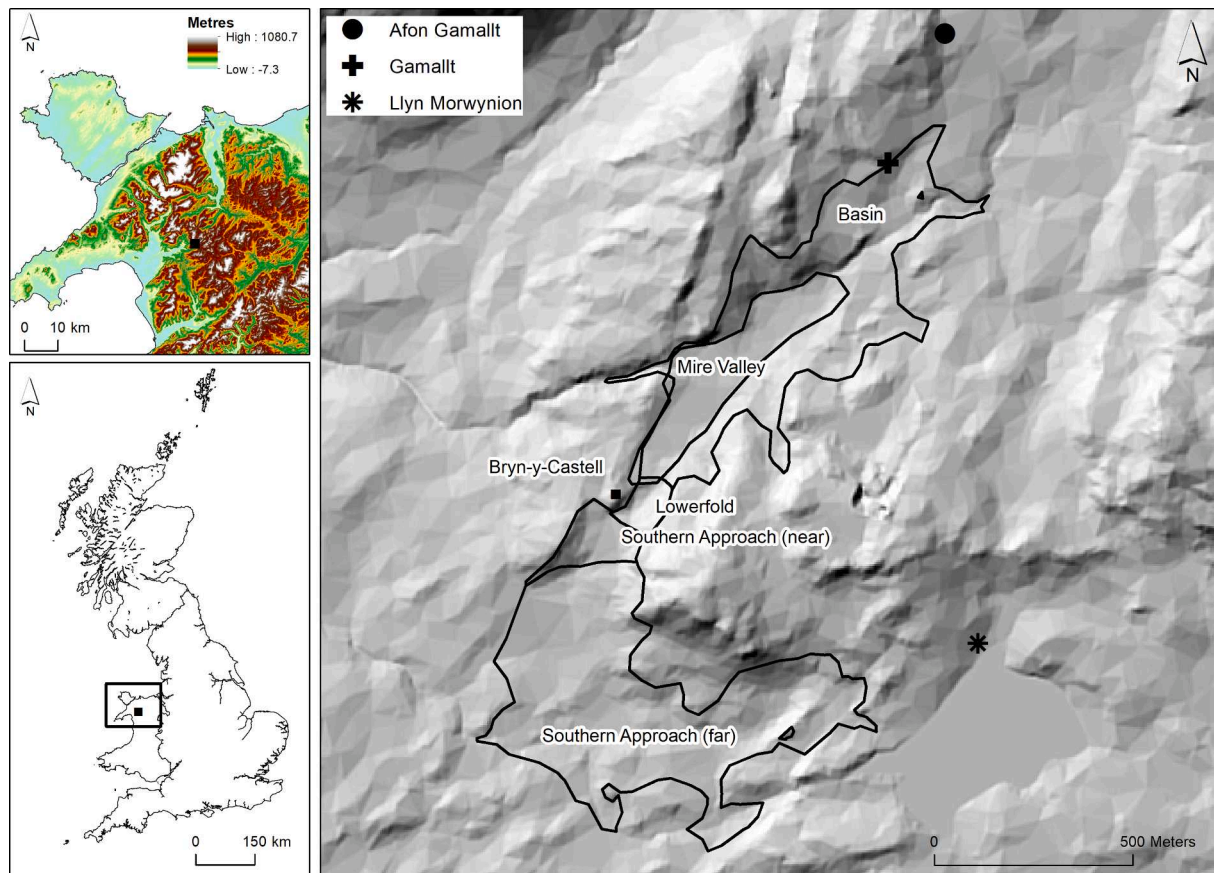 N
Metres
High : 1080.7
Low : -7.3
0 10 km
N
0 150 km
Afon Gamallt
Gamallt
Llyn Morwynion
N
Basin
Mire Valley
Bryn-y-Castell
Lowerfold
Southern Approach (near)
Southern Approach (far)
0 500 Meters